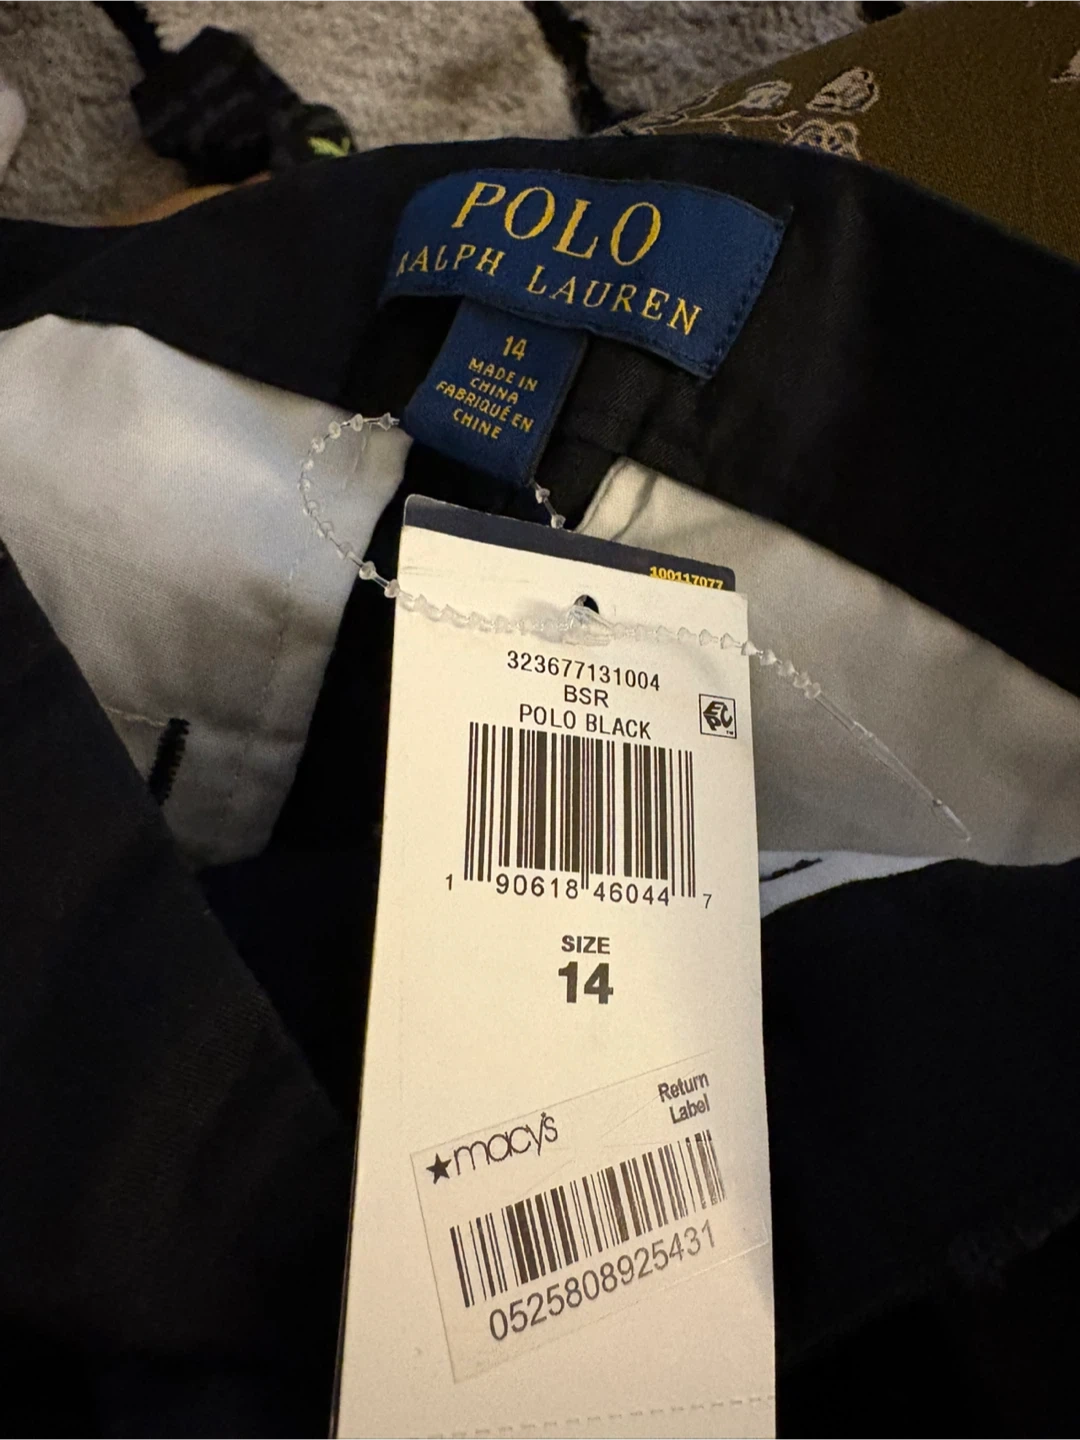 POLO
RALPH LAUREN
14
MADE IN
CHINA
FABRIQUÉ EN
CHINE
100117077
323677131004
BSR
POLO BLACK
EPC™
1 90618 46044 7
SIZE
14
★macy's
Return
Label
0525808925431